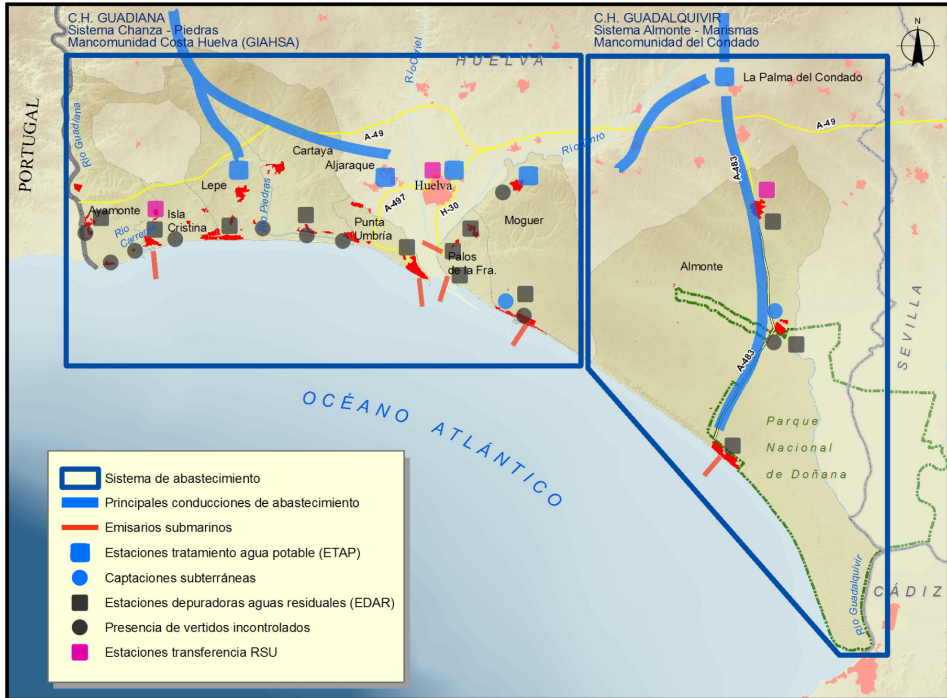 C.H. GUADIANA
Sistema Chanza - Piedras
Mancomunidad Costa Huelva (GIAHSA)
C.H. GUADALQUIVIR
Sistema Almonte - Marismas
Mancomunidad del Condado
N
HUELVA
Río Odiel
La Palma del Condado
PORTUGAL
Río Guadiana
A-49
A-49
Río Tinto
Cartaya
Aljaraque
A-483
Lepe
Huelva
A-497
H-30
Ayamonte
Río Carreras
Isla
Cristina
Río Piedras
Punta
Umbría
Moguer
Palos
de la Fra.
Almonte
SEVILLA
A-483
OCÉANO ATLÁNTICO
Parque
Nacional
de Doñana
Río Guadalquivir
CÁDIZ
Sistema de abastecimiento
Principales conducciones de abastecimiento
Emisarios submarinos
Estaciones tratamiento agua potable (ETAP)
Captaciones subterráneas
Estaciones depuradoras aguas residuales (EDAR)
Presencia de vertidos incontrolados
Estaciones transferencia RSU